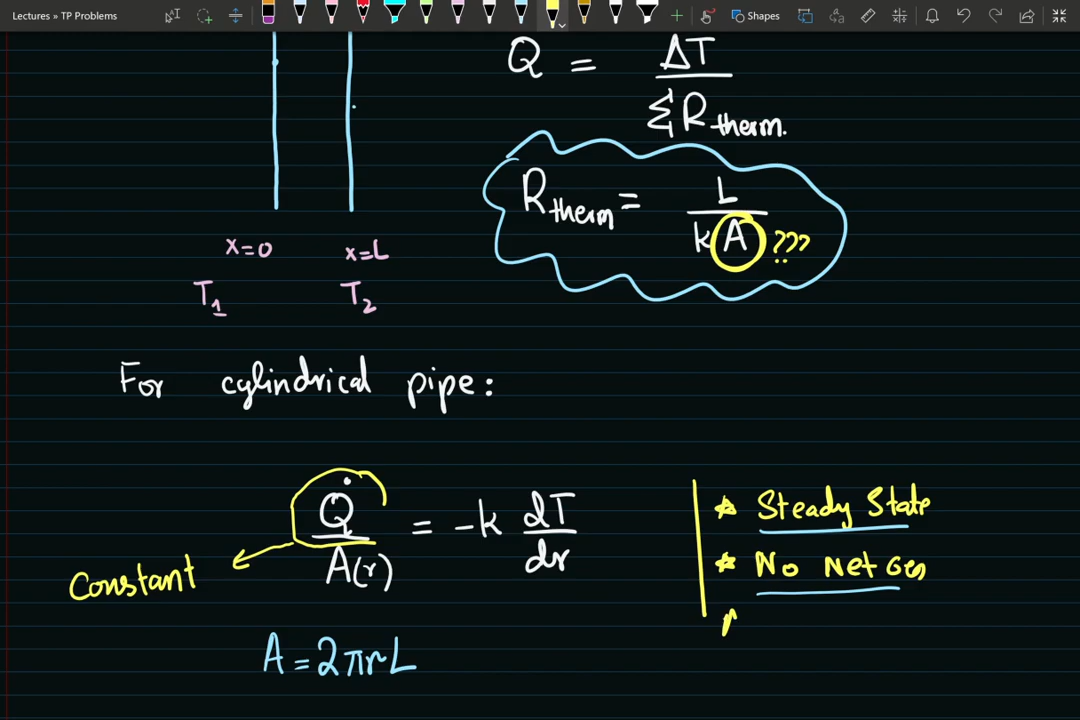 Lectures » TP Problems
Shapes
Q = ΔT / Σ R therm.
R therm = L / kA ???
x=0 x=L
T1 T2
For cylindrical pipe:
Q̇ / A(r) = -k dT/dr
Constant
* Steady State
* No Net Gen
A = 2πrL